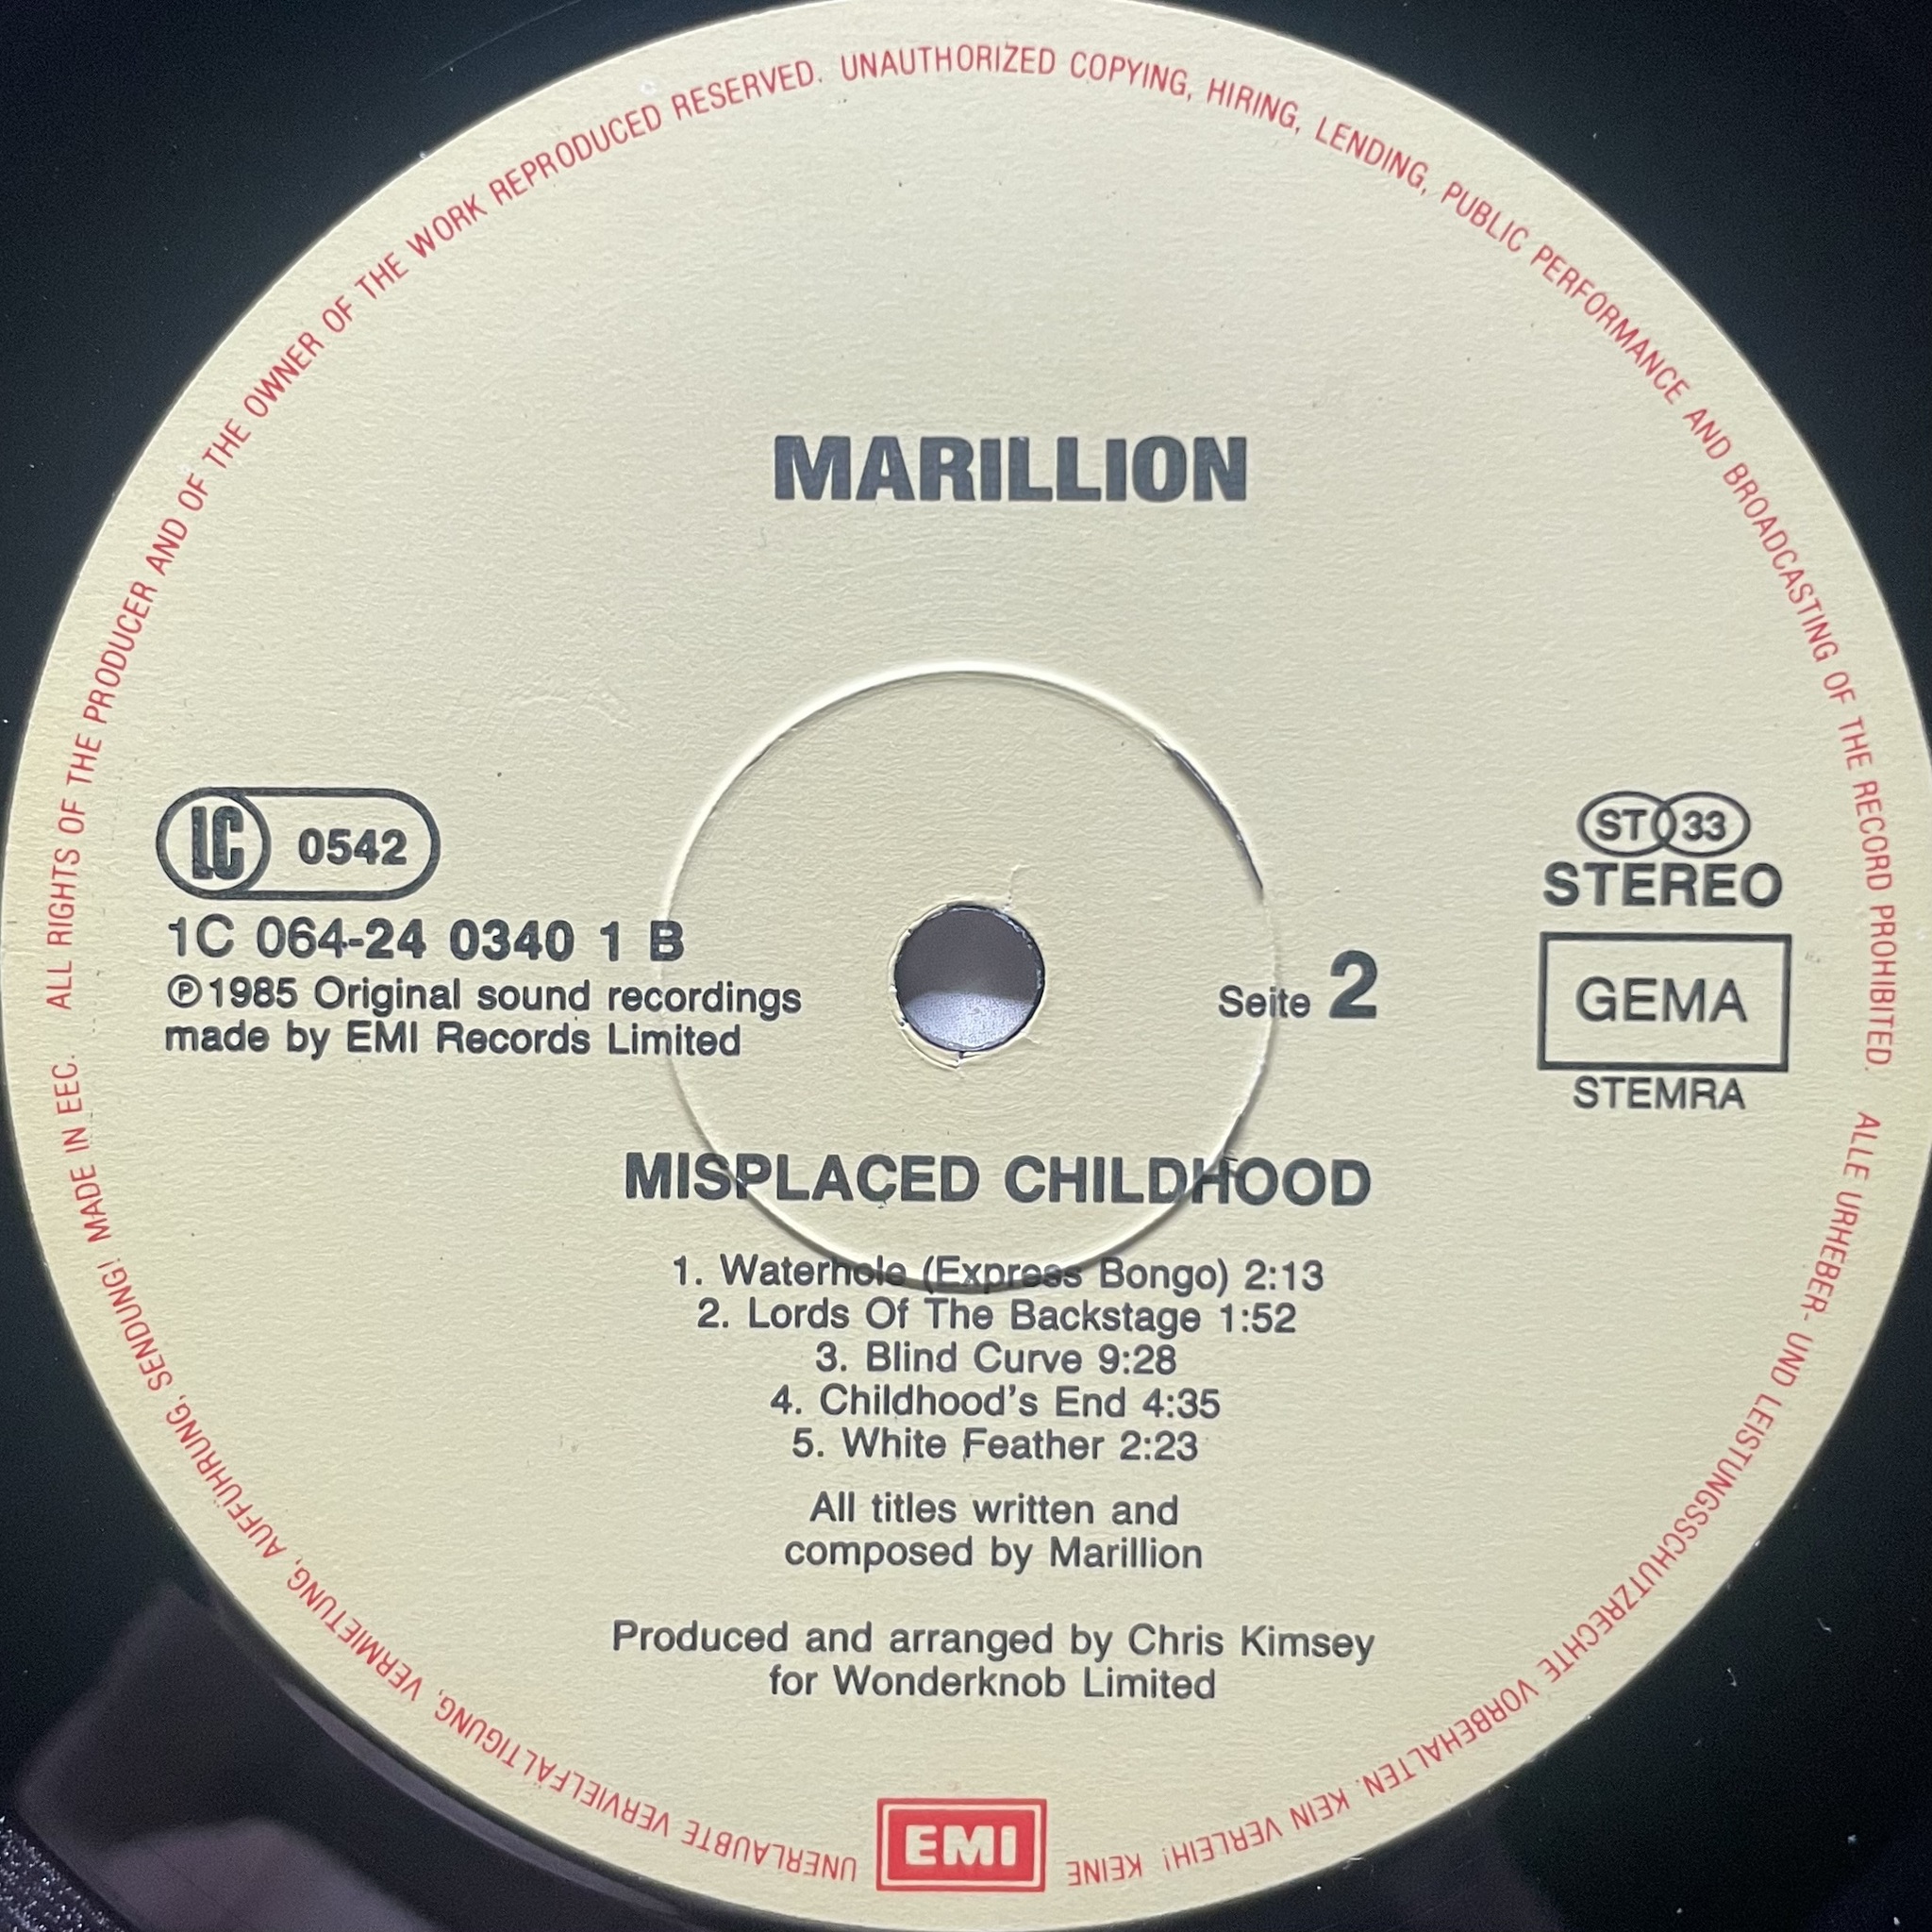 ALL RIGHTS OF THE PRODUCER AND OF THE OWNER OF THE WORK REPRODUCED RESERVED. UNAUTHORIZED COPYING, HIRING, LENDING, PUBLIC PERFORMANCE AND BROADCASTING OF THE RECORD PROHIBITED.
MARILLION
LC 0542
1C 064-24 0340 1 B
℗1985 Original sound recordings
made by EMI Records Limited
ST 33
STEREO
GEMA
STEMRA
Seite 2
MISPLACED CHILDHOOD
1. Waterhole (Express Bongo) 2:13
2. Lords Of The Backstage 1:52
3. Blind Curve 9:28
4. Childhood's End 4:35
5. White Feather 2:23
All titles written and
composed by Marillion
Produced and arranged by Chris Kimsey
for Wonderknob Limited
EMI
ALLE URHEBER- UND LEISTUNGSSCHUTZRECHTE VORBEHALTEN. KEIN VERLEIH! KEINE UNERLAUBTE VERVIELFÄLTIGUNG, VERMIETUNG, AUFFÜHRUNG, SENDUNG! MADE IN EEC.